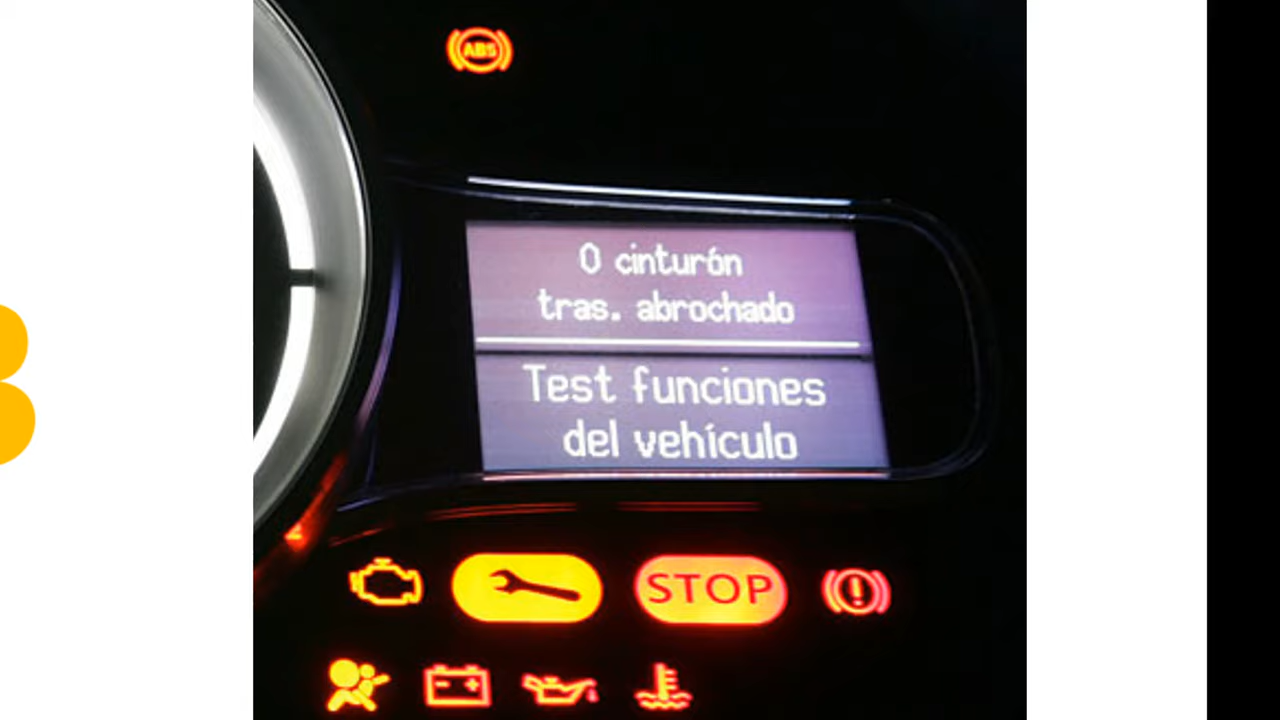 ABS
0 cinturón
tras. abrochado
Test funciones
del vehículo
STOP